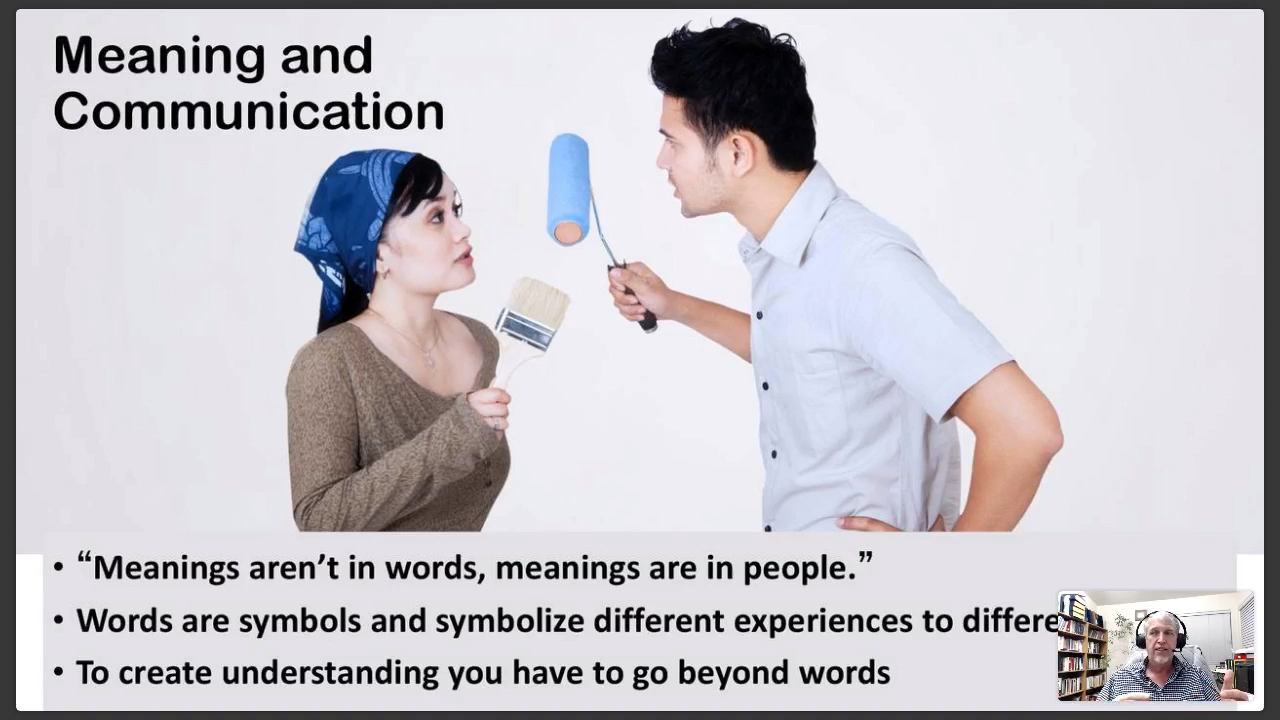 Meaning and
Communication
• “Meanings aren’t in words, meanings are in people.”
• Words are symbols and symbolize different experiences to differe
• To create understanding you have to go beyond words